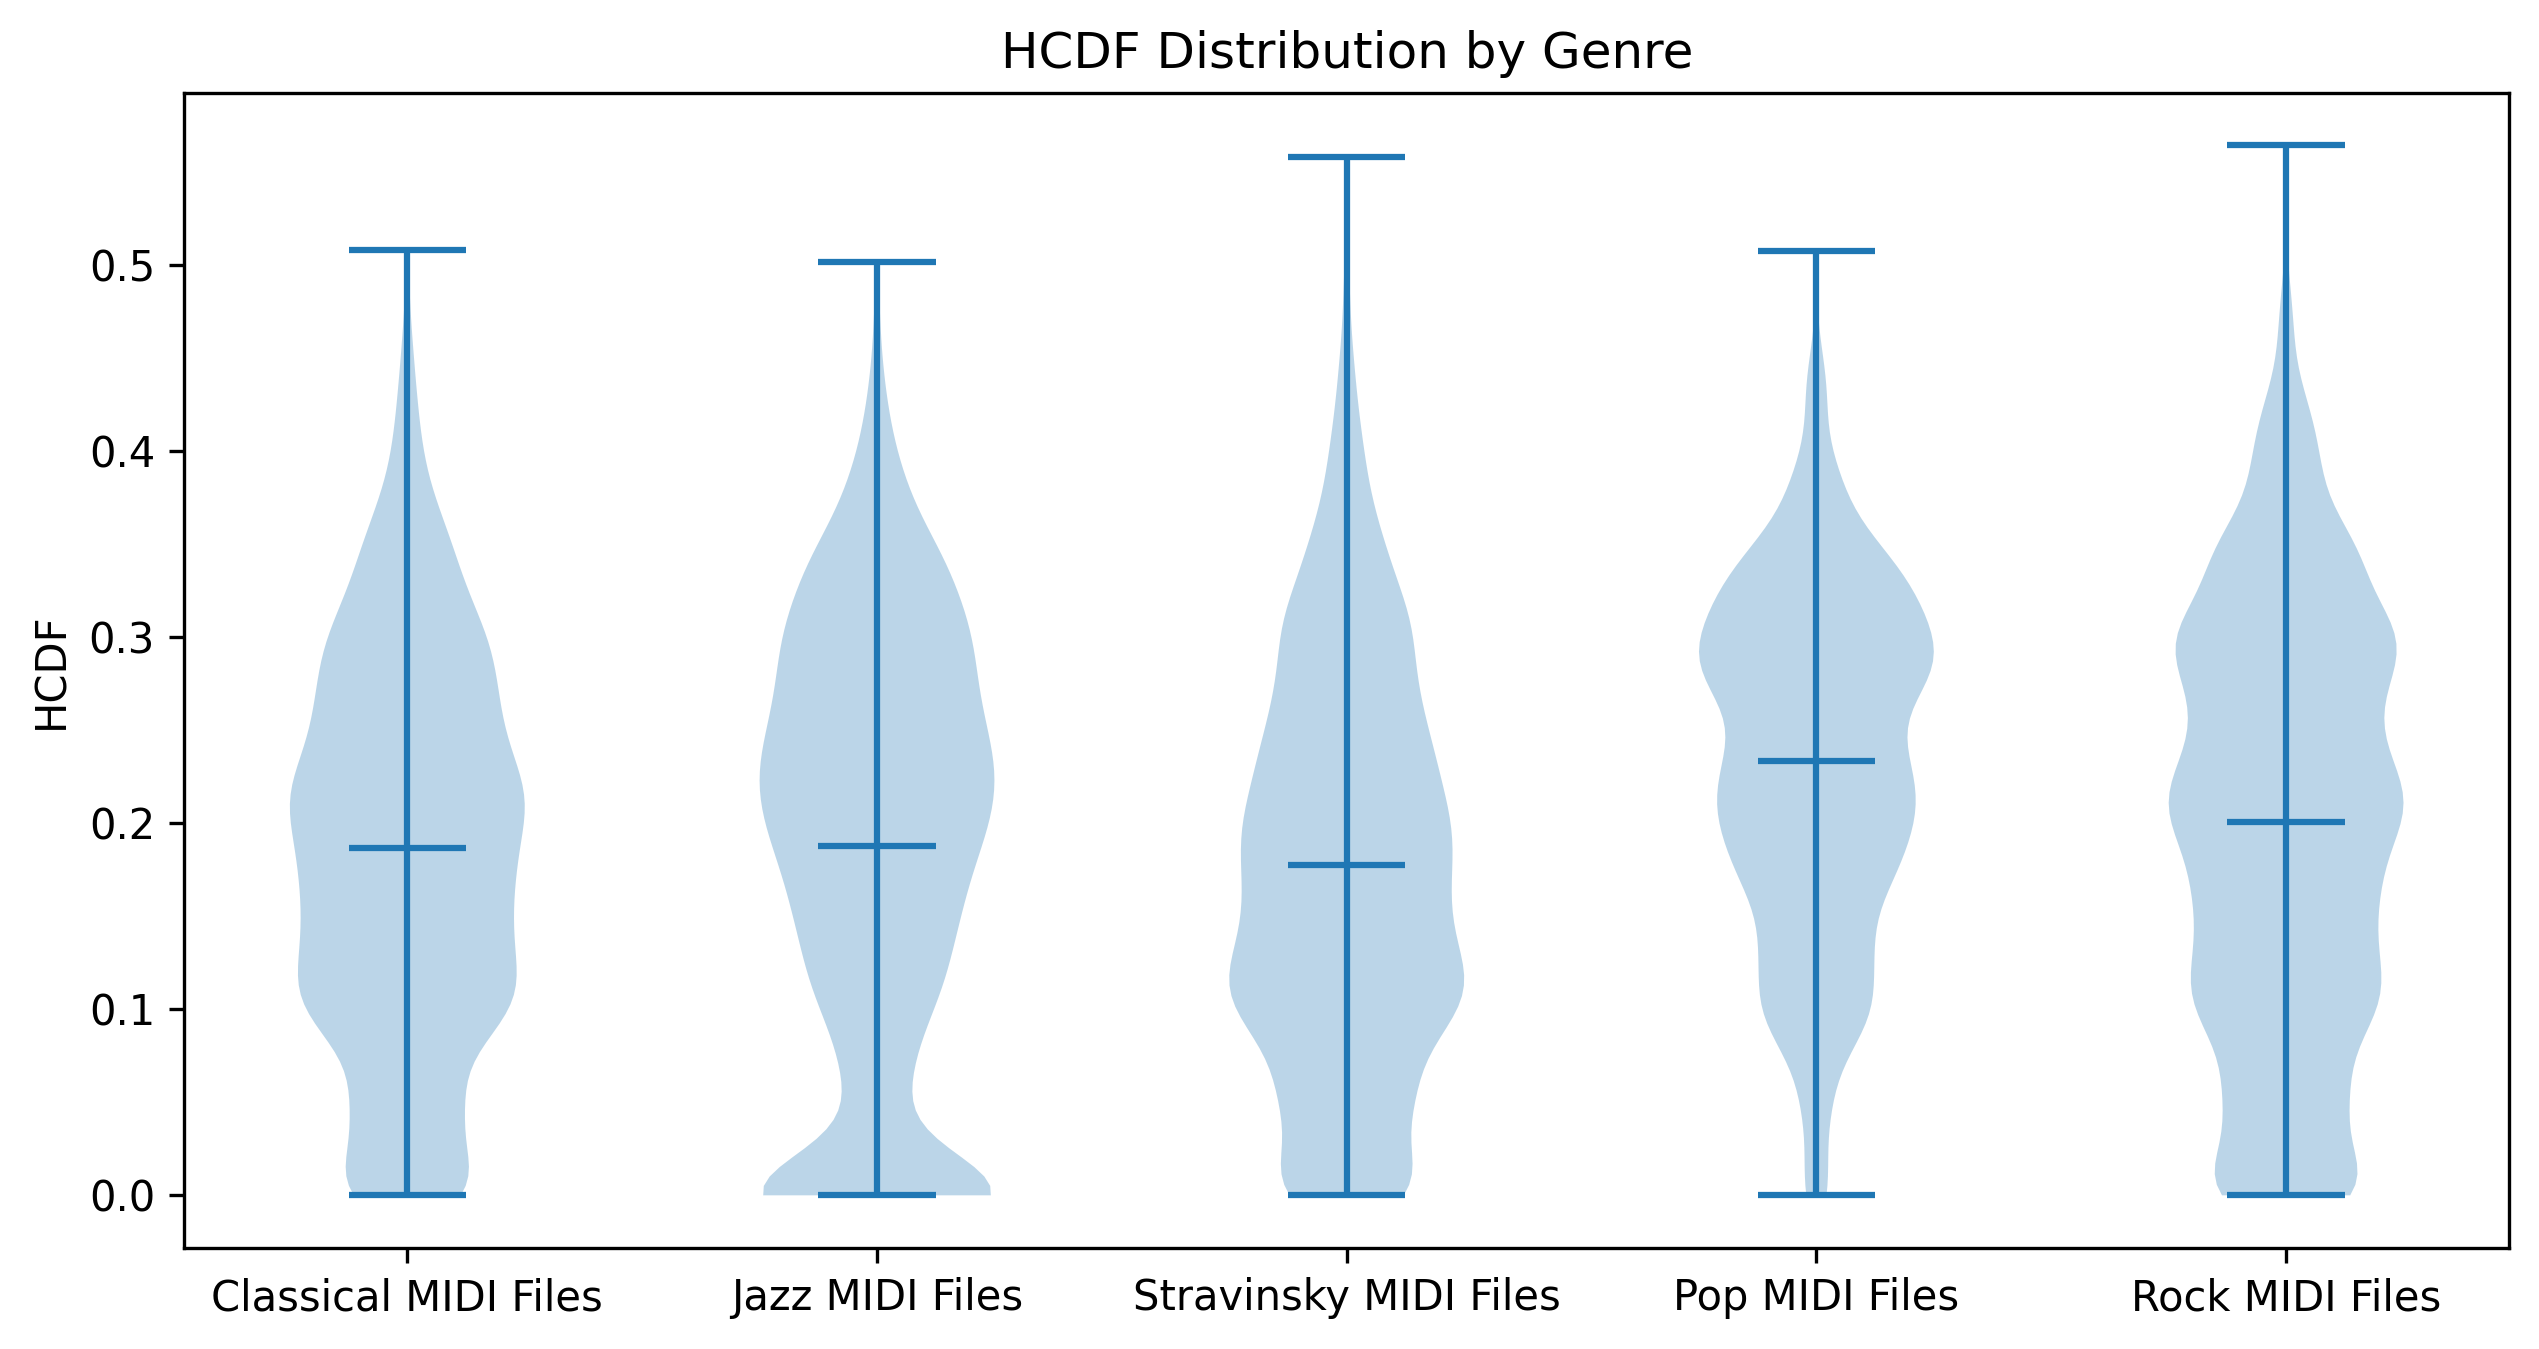 HCDF Distribution by Genre
HCDF
0.5
0.4
0.3
0.2
0.1
0.0
Classical MIDI Files
Jazz MIDI Files
Stravinsky MIDI Files
Pop MIDI Files
Rock MIDI Files